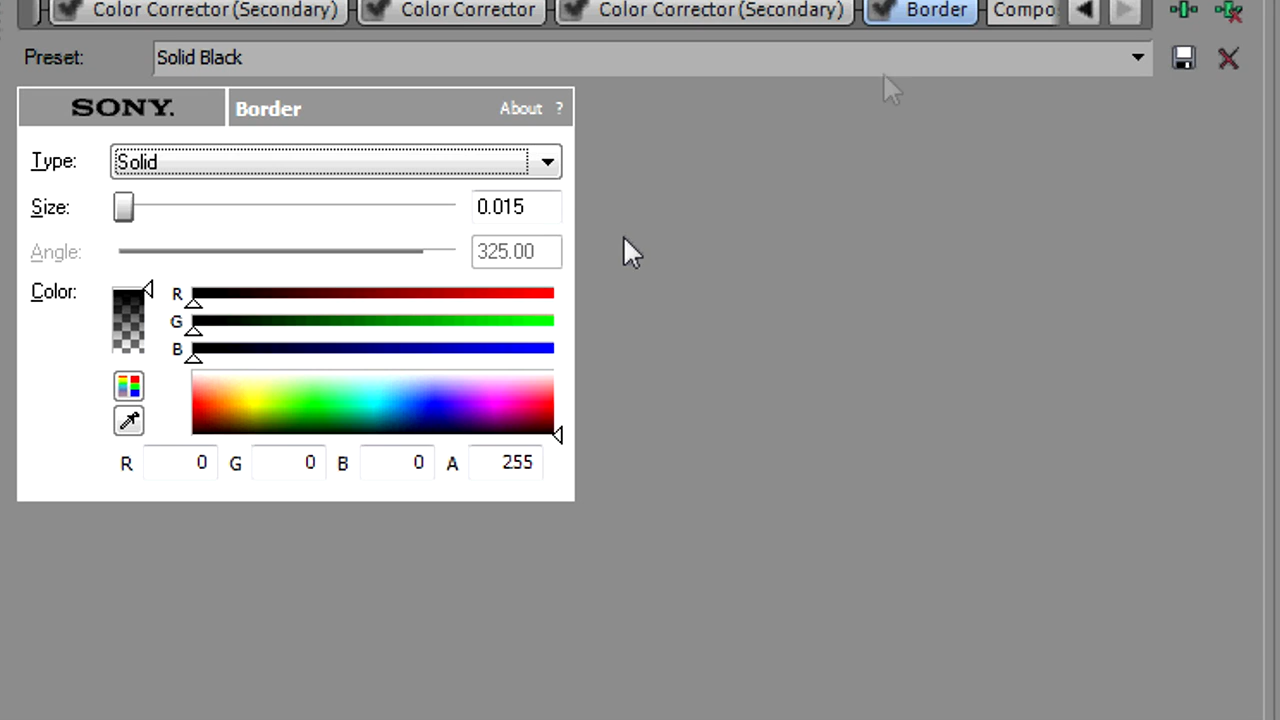 Color Corrector (Secondary) Color Corrector Color Corrector (Secondary) Border Compo
Preset: Solid Black
SONY. Border About ?
Type: Solid
Size: 0.015
Angle: 325.00
Color: R
G
B
R 0 G 0 B 0 A 255